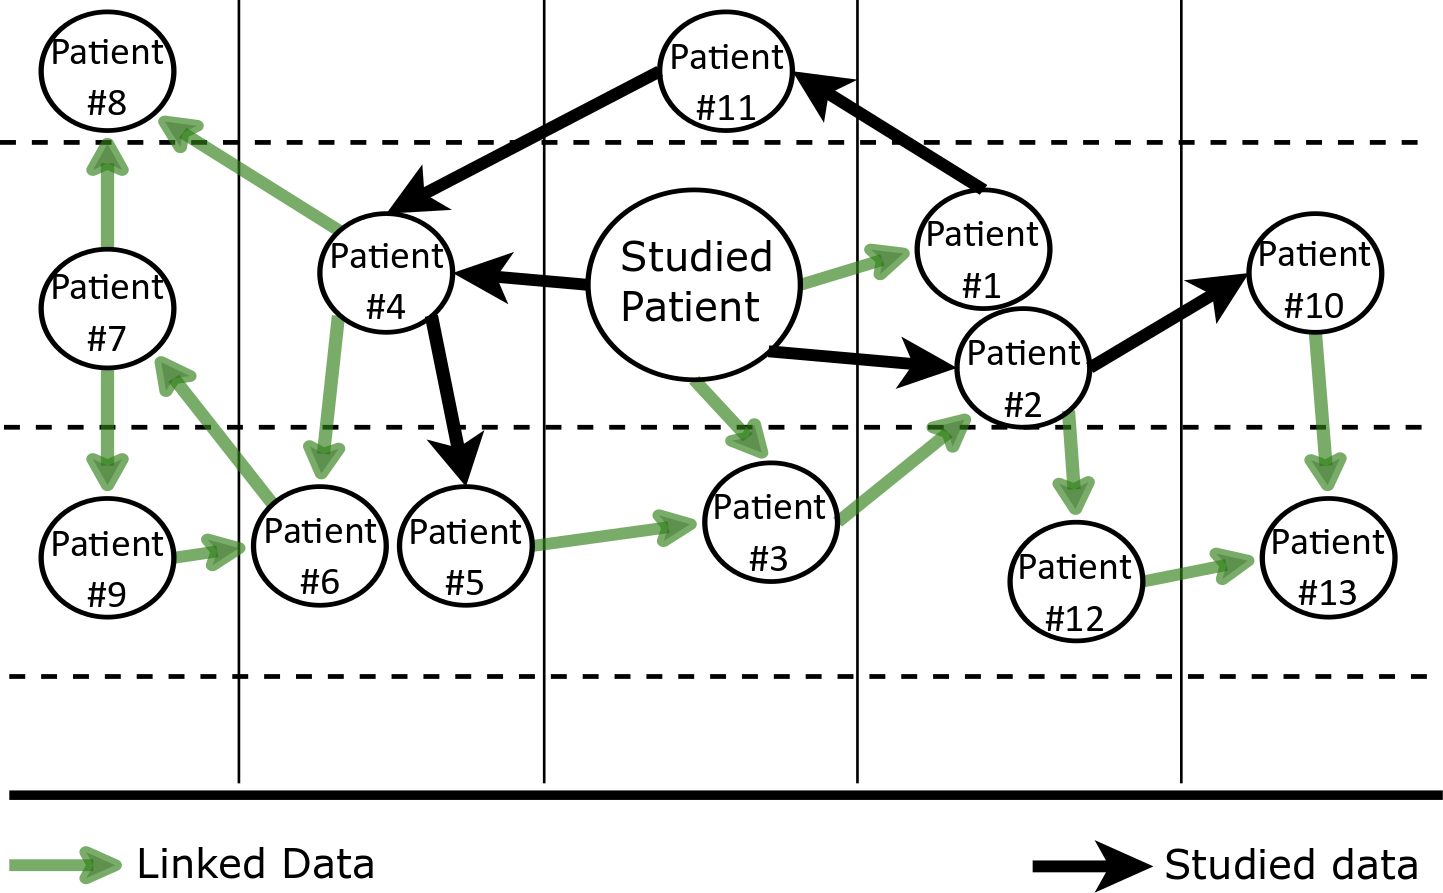 Patient
#8
Patient
#11
Patient
#4
Studied
Patient
Patient
#1
Patient
#10
Patient
#7
Patient
#2
Patient
#9
Patient
#6
Patient
#5
Patient
#3
Patient
#12
Patient
#13
Linked Data
Studied data